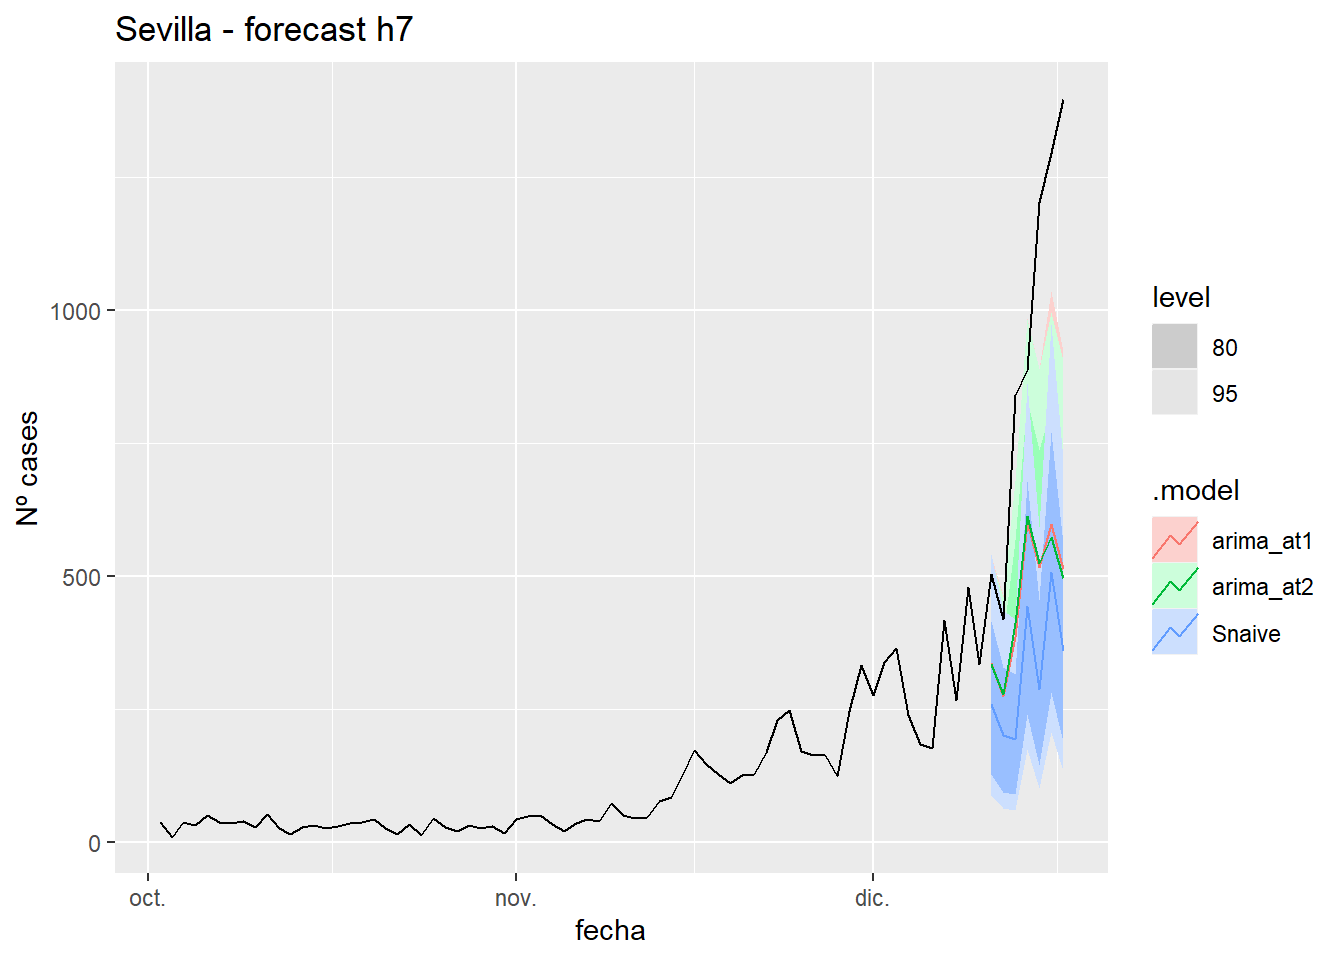 Sevilla - forecast h7
Nº cases
1000
500
0
oct.
nov.
dic.
fecha
level
80
95
.model
arima_at1
arima_at2
Snaive